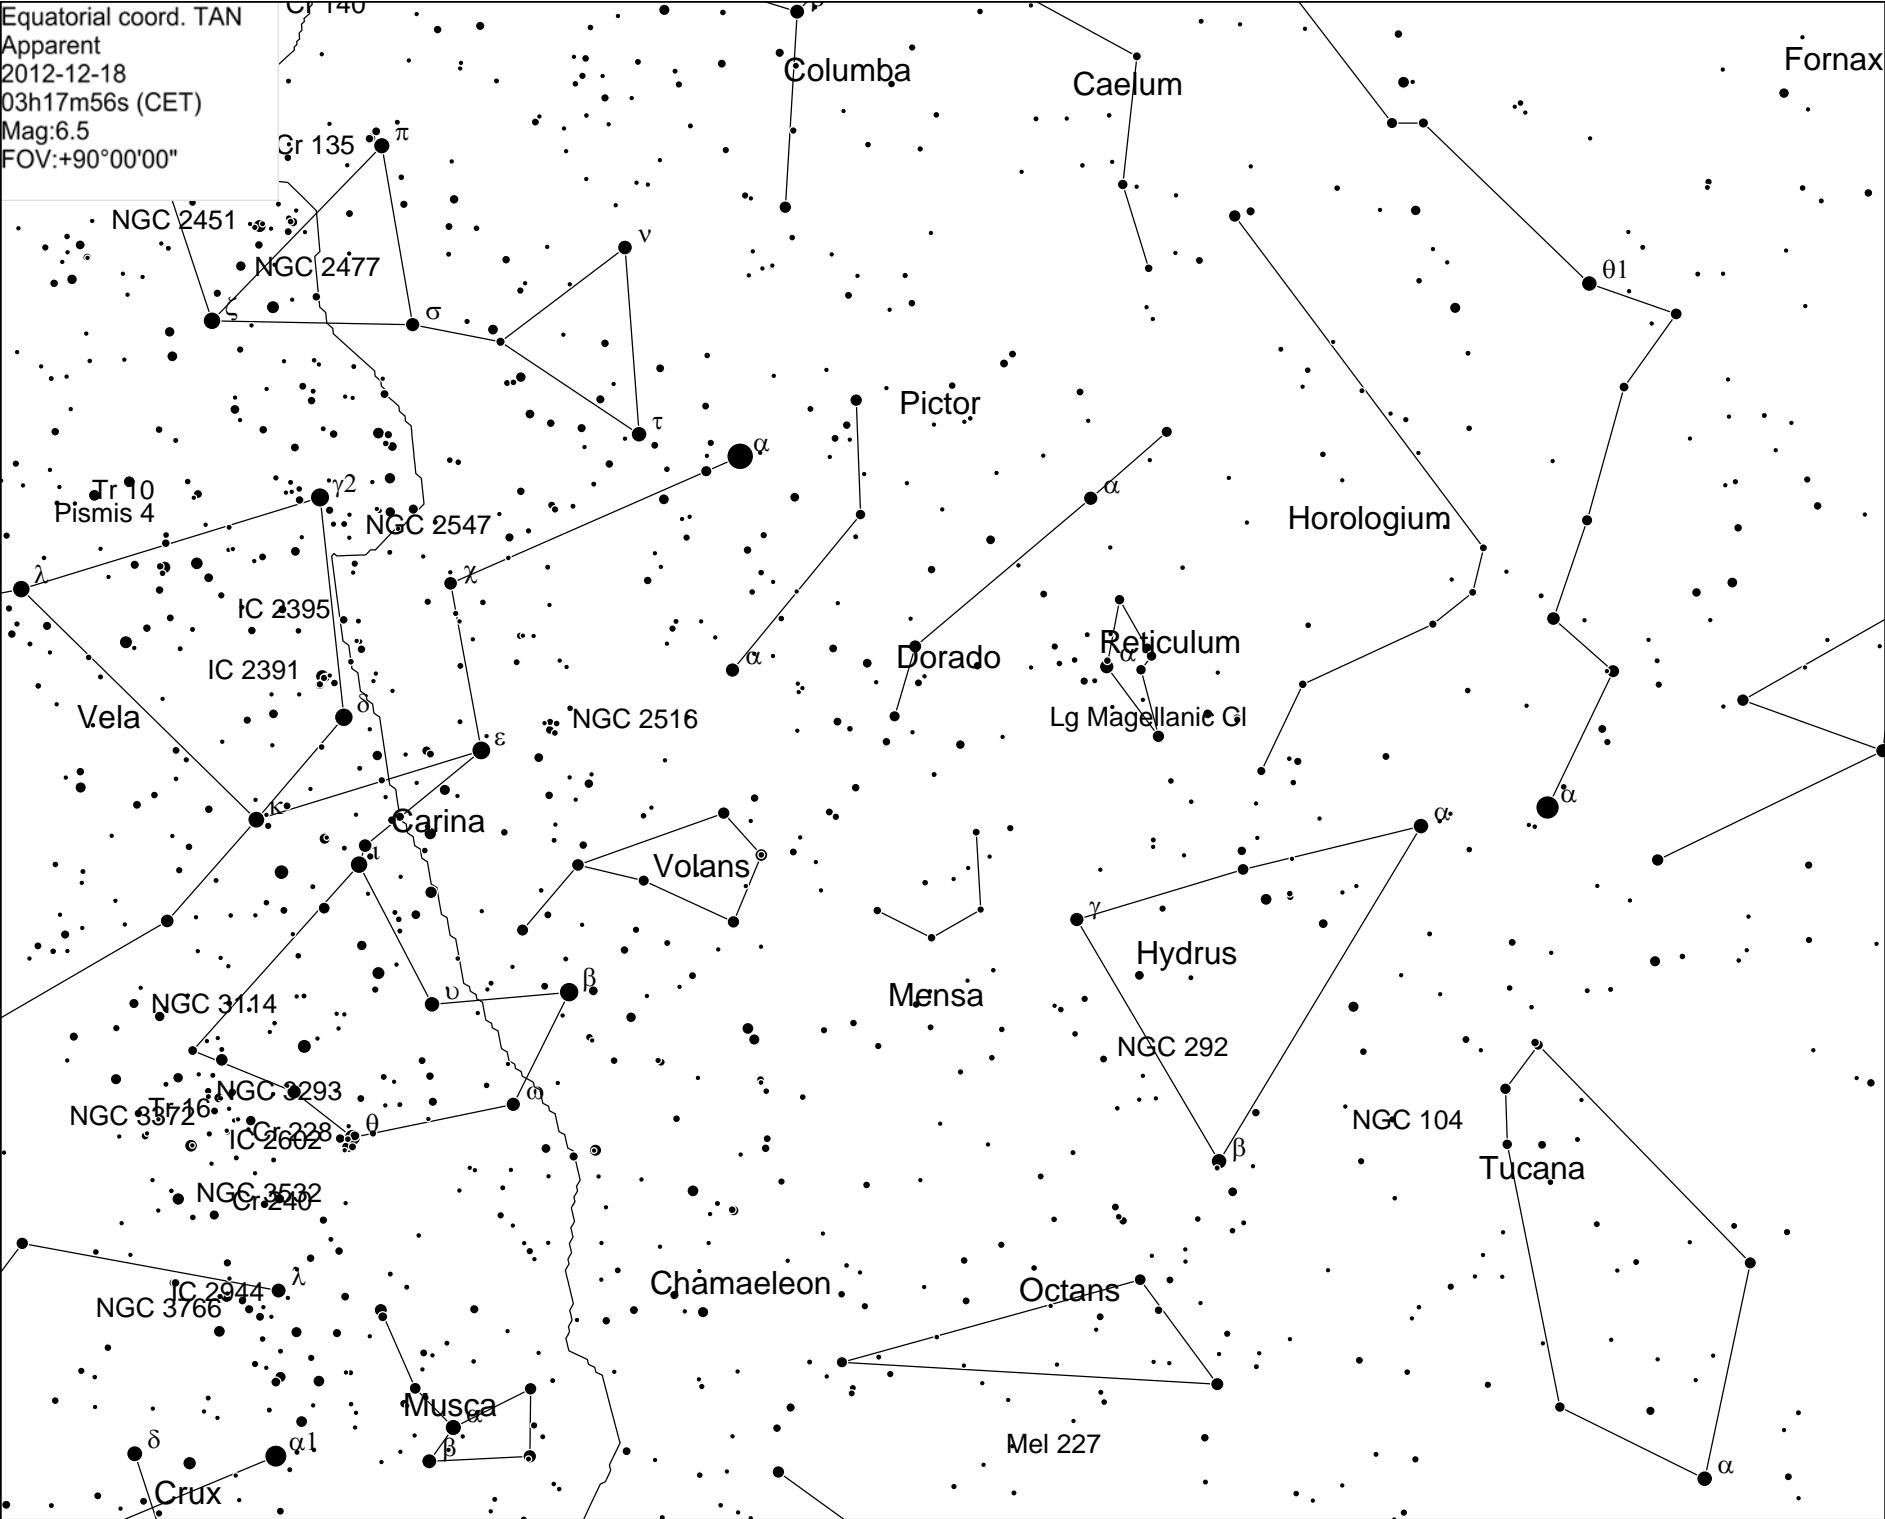 Equatorial coord. TAN
Apparent
2012-12-18
03h17m56s (CET)
Mag:6.5
FOV:+90°00'00"
Columba
Caelum
Fornax
Cr 135
π
NGC 2451
ν
NGC 2477
θ1
ζ
σ
Pictor
τ
α
γ2
Tr 10
Pismis 4
α
NGC 2547
Horologium
λ
χ
IC 2395
Reticulum
IC 2391
α
Dorado
α
δ
Vela
NGC 2516
Lg Magellanic Cl
ε
α
κ
Carina
α
ι
Volans
γ
Hydrus
β
υ
Mensa
NGC 3114
NGC 292
NGC 3293
ω
Tr 16
NGC 3372
θ
Cr 228
IC 2602
NGC 104
β
Tucana
NGC 3532
Cr 240
λ
IC 2944
NGC 3766
Chamaeleon
Octans
Musca
α
β
δ
α1
Mel 227
α
Crux